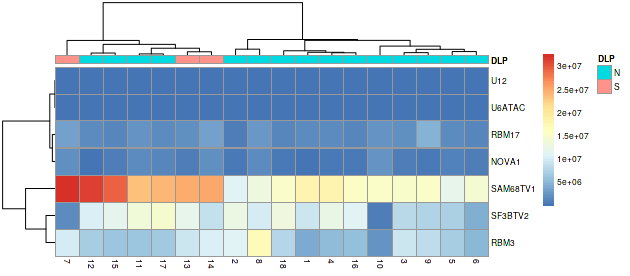 DLP
U12
U6ATAC
RBM17
NOVA1
SAM68TV1
SF3BTV2
RBM3
7 12 15 11 17 13 14 2 8 18 1 4 16 10 3 9 5 6
3e+07
2.5e+07
2e+07
1.5e+07
1e+07
5e+06
DLP
N
S